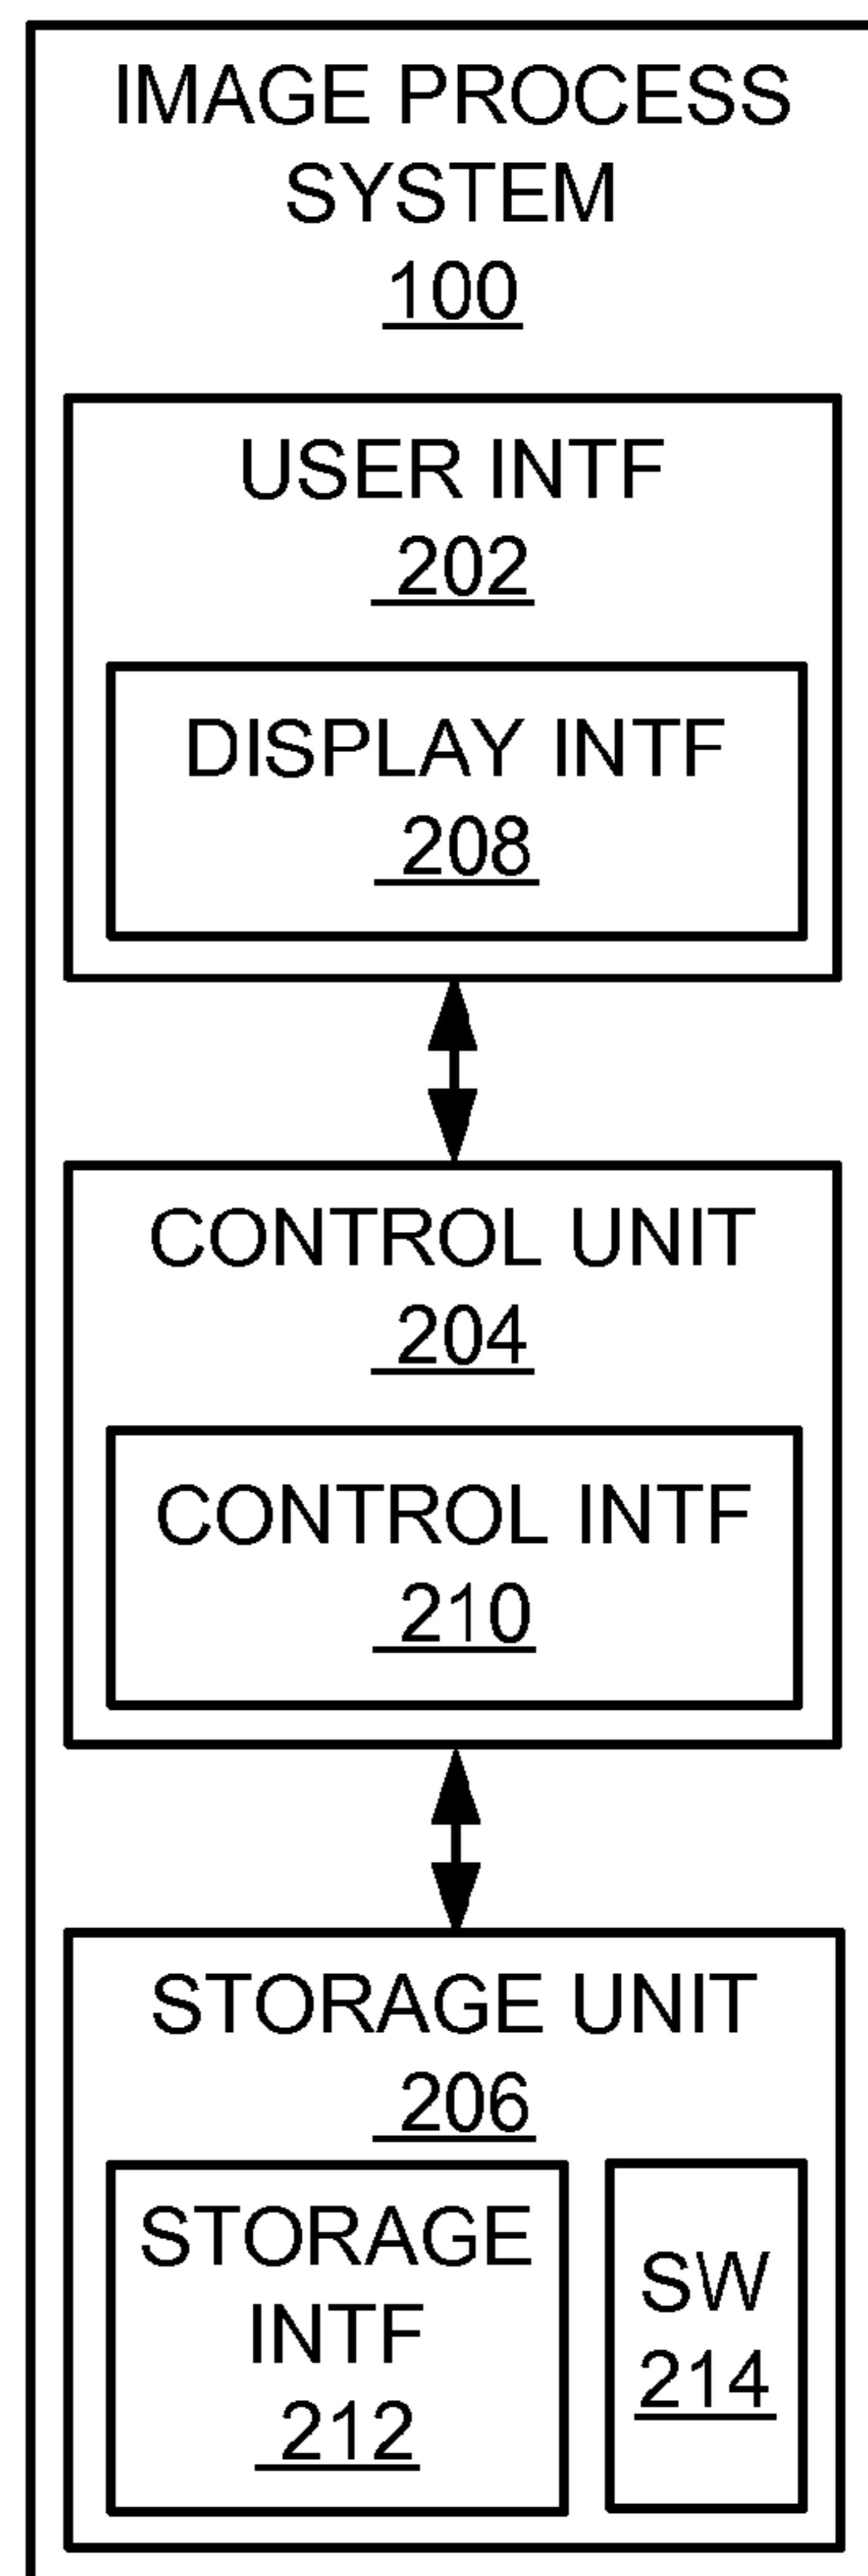 IMAGE PROCESS
SYSTEM
100
USER INTF
202
DISPLAY INTF
208
CONTROL UNIT
204
CONTROL INTF
210
STORAGE UNIT
206
STORAGE
INTF
212
SW
214